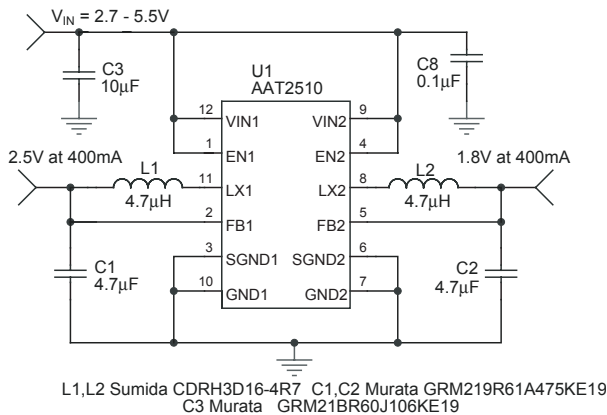 V_IN = 2.7 - 5.5V
C3
10μF
U1
AAT2510
C8
0.1μF
12
VIN1
VIN2
9
1
EN1
EN2
4
2.5V at 400mA
L1
4.7μH
11
LX1
LX2
8
L2
4.7μH
1.8V at 400mA
2
FB1
FB2
5
3
SGND1
SGND2
6
C1
4.7μF
10
GND1
GND2
7
C2
4.7μF
L1,L2 Sumida CDRH3D16-4R7 C1,C2 Murata GRM219R61A475KE19
C3 Murata GRM21BR60J106KE19